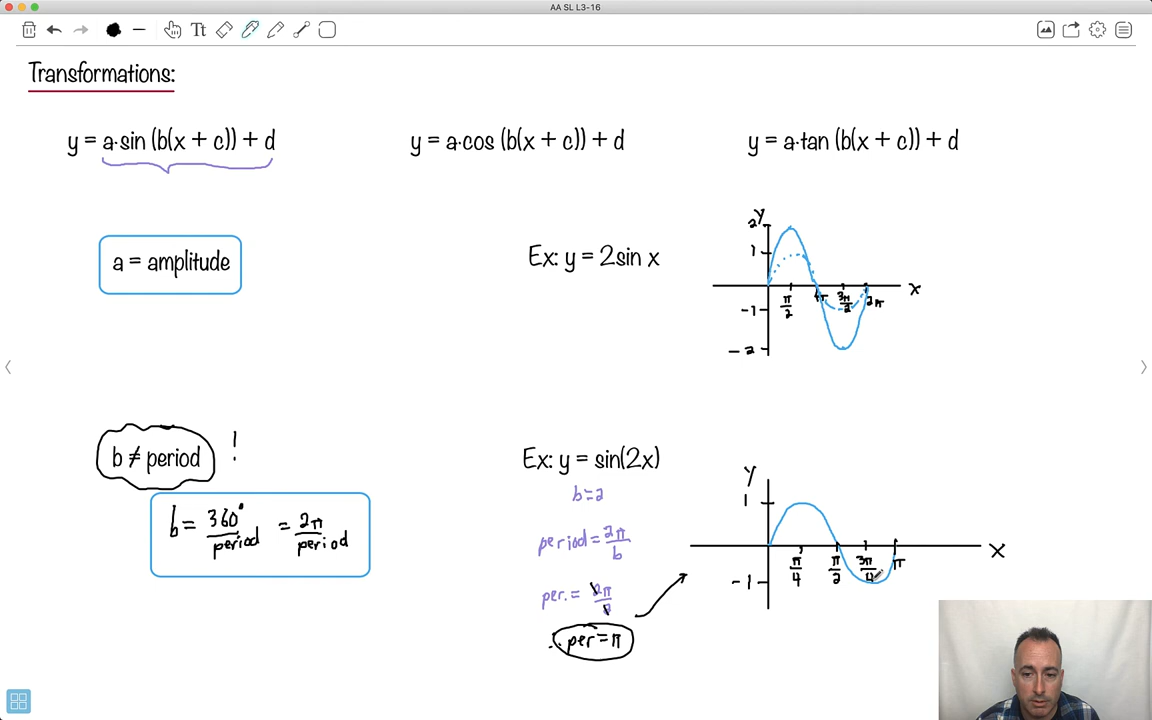 AA SL L3-16
Tt
Transformations:
y = a·sin (b(x + c)) + d
y = a·cos (b(x + c)) + d
y = a·tan (b(x + c)) + d
a = amplitude
Ex: y = 2sin x
y
2
1
-1
-2
π/2
π
3π/2
2π
x
b ≠ period !
b = 360°/period = 2π/period
Ex: y = sin(2x)
b=2
period = 2π/b
per. = 2π/2
∴ per = π
y
1
-1
π/4
π/2
3π/4
π
x